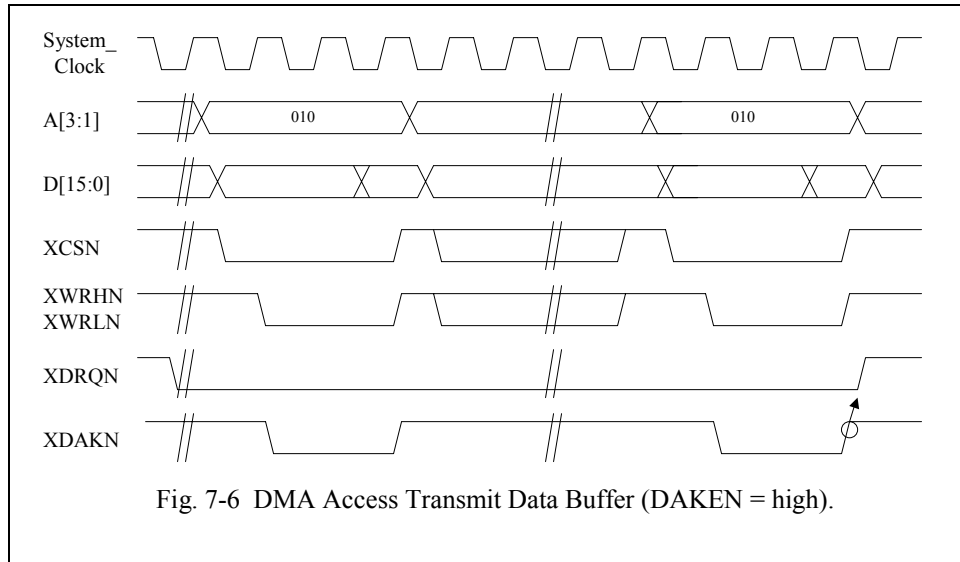 System_
Clock
A[3:1] 010 010
D[15:0]
XCSN
XWRHN
XWRLN
XDRQN
XDAKN
Fig. 7-6 DMA Access Transmit Data Buffer (DAKEN = high).